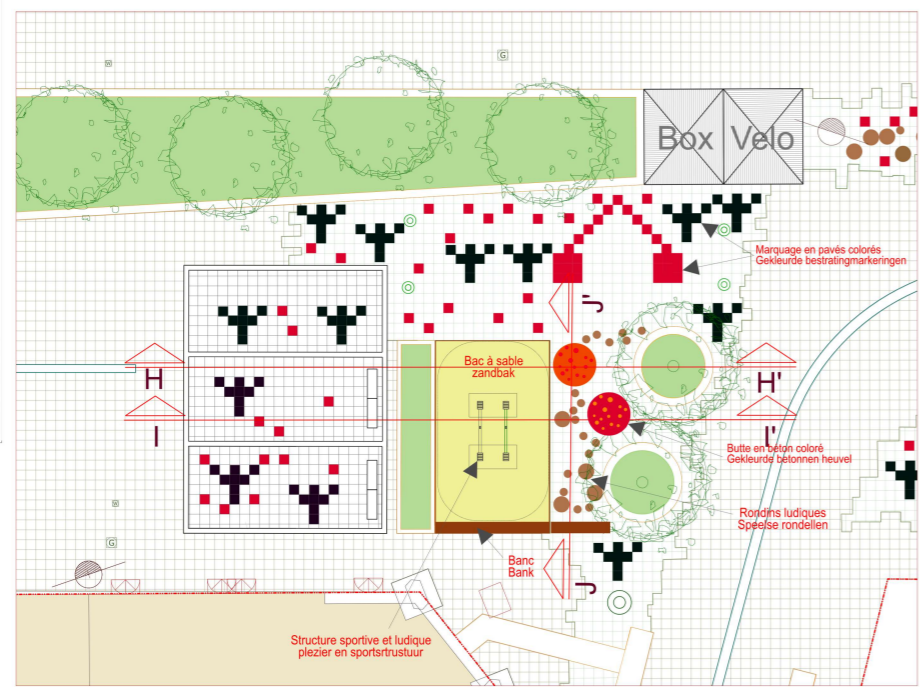 G
Box Velo
Marquage en pavés colorés
Gekleurde bestratingmarkeringen
J'
Bac à sable
zandbak
H
H'
I
I'
Butte en béton coloré
Gekleurde betonnen heuvel
Rondins ludiques
Speelse rondellen
G
Banc
Bank
J
Structure sportive et ludique
plezier en sportsrtrustuur